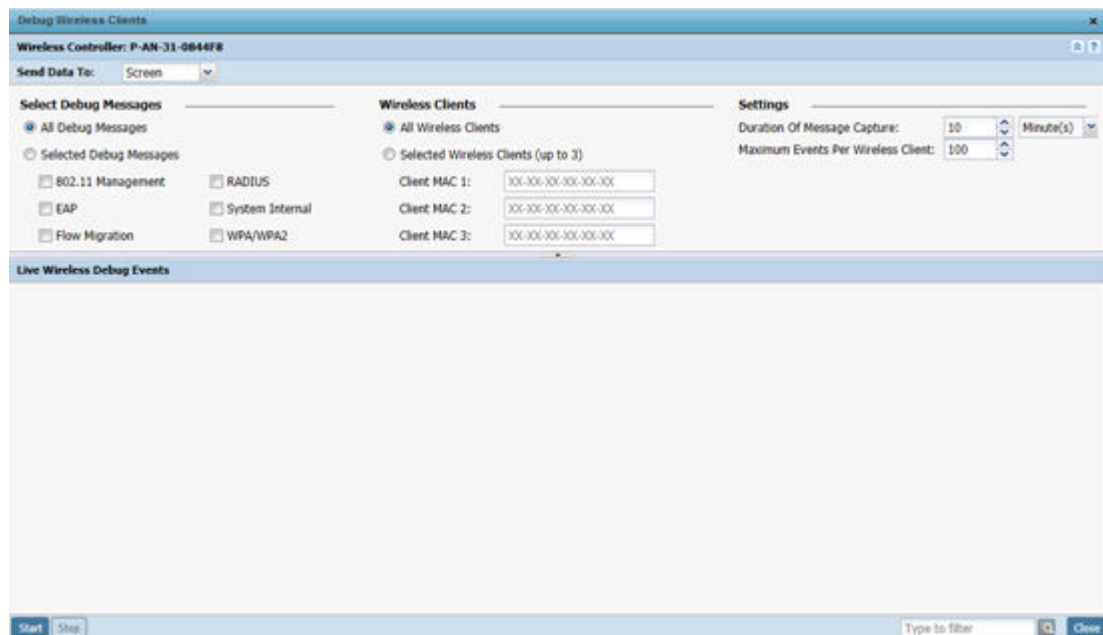 Debug Wireless Clients
Wireless Controller: P-AN-31-0844F8
Send Data To: Screen
Select Debug Messages
All Debug Messages
Selected Debug Messages
802.11 Management RADIUS
EAP System Internal
Flow Migration WPA/WPA2
Wireless Clients
All Wireless Clients
Selected Wireless Clients (up to 3)
Client MAC 1: XX-XX-XX-XX-XX-XX
Client MAC 2: XX-XX-XX-XX-XX-XX
Client MAC 3: XX-XX-XX-XX-XX-XX
Settings
Duration Of Message Capture: 10 Minute(s)
Maximum Events Per Wireless Client: 100
Live Wireless Debug Events
Start Stop Type to filter Close